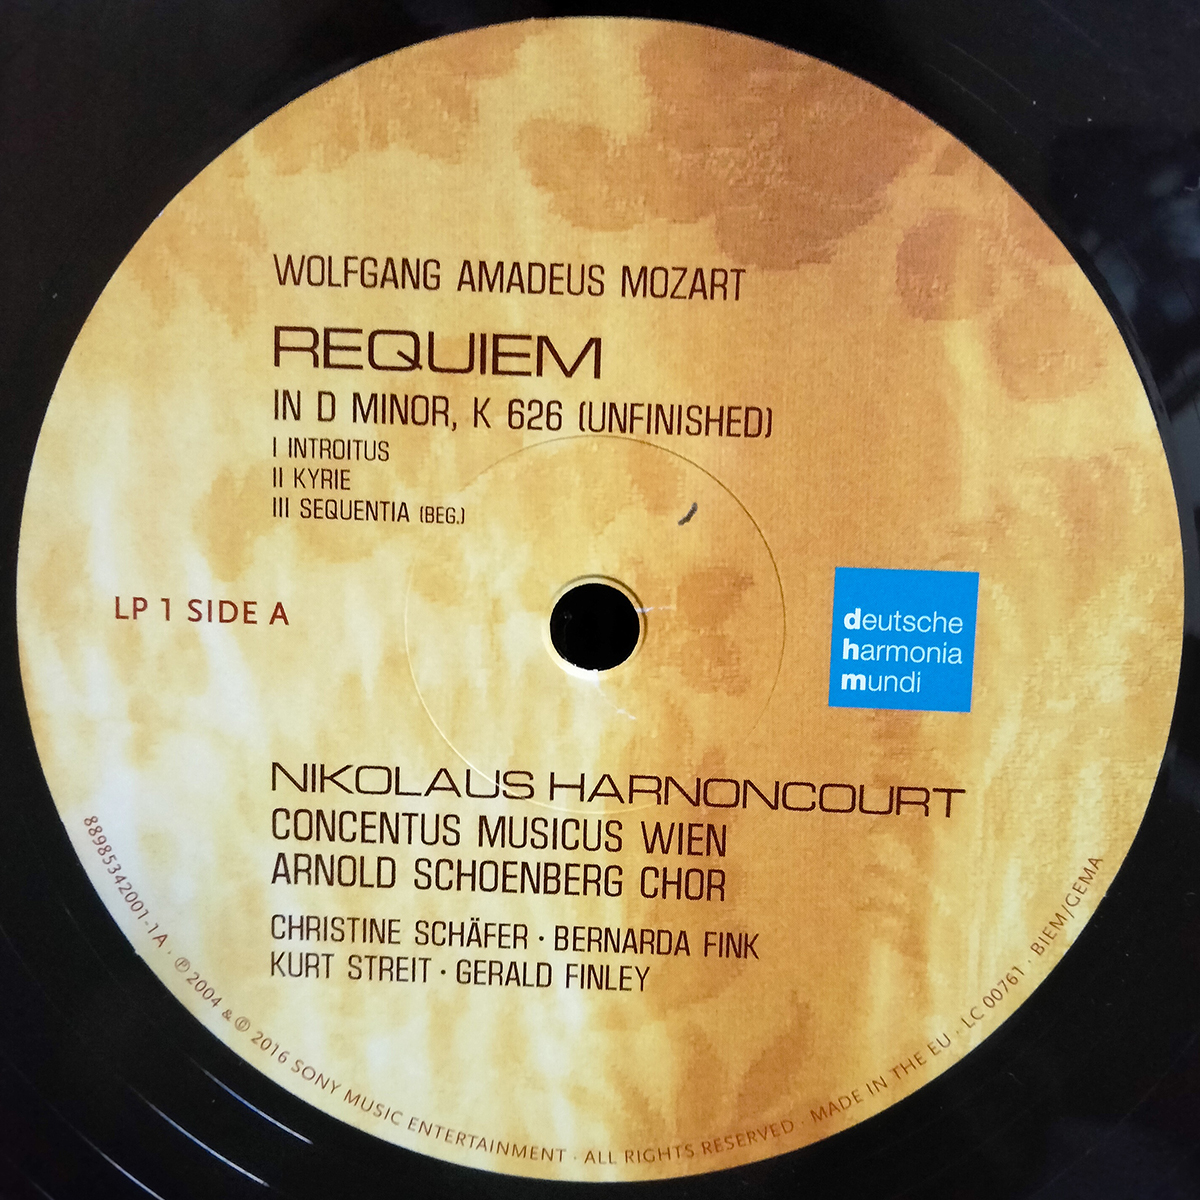 WOLFGANG AMADEUS MOZART
REQUIEM
IN D MINOR, K 626 (UNFINISHED)
I INTROITUS
II KYRIE
III SEQUENTIA (BEG.)
LP 1 SIDE A
deutsche
harmonia
mundi
NIKOLAUS HARNONCOURT
CONCENTUS MUSICUS WIEN
ARNOLD SCHOENBERG CHOR
CHRISTINE SCHÄFER · BERNARDA FINK
KURT STREIT · GERALD FINLEY
88985342001-1A · ℗ 2004 & ℗ 2016 SONY MUSIC ENTERTAINMENT · ALL RIGHTS RESERVED · MADE IN THE EU · LC 00761 · BIEM/GEMA